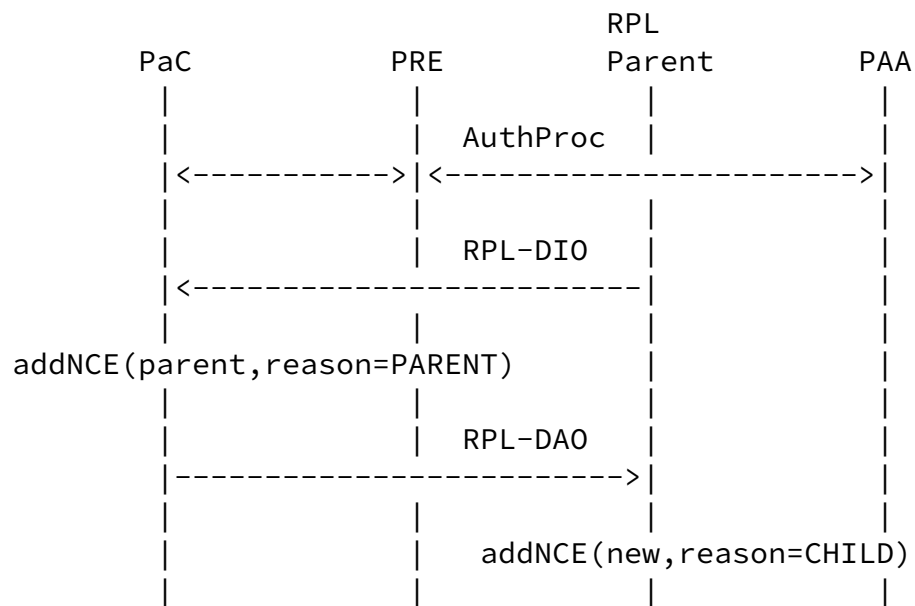 RPL
PaC PRE Parent PAA
AuthProc
RPL-DIO
addNCE(parent,reason=PARENT)
RPL-DAO
addNCE(new,reason=CHILD)